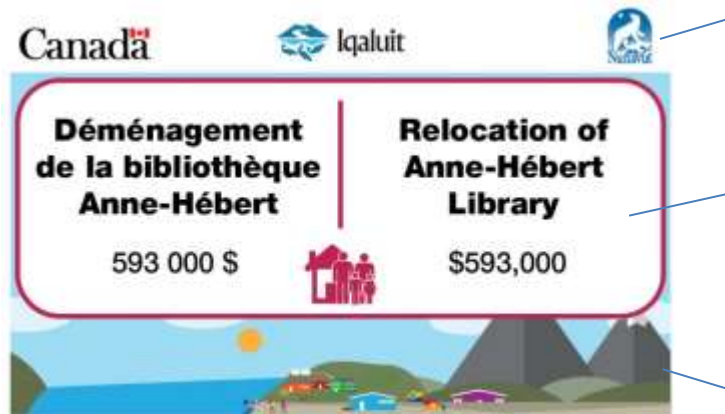 Canada
Iqaluit
Nunavut
Déménagement
de la bibliothèque
Anne-Hébert
593 000 $
Relocation of
Anne-Hébert
Library
$593,000